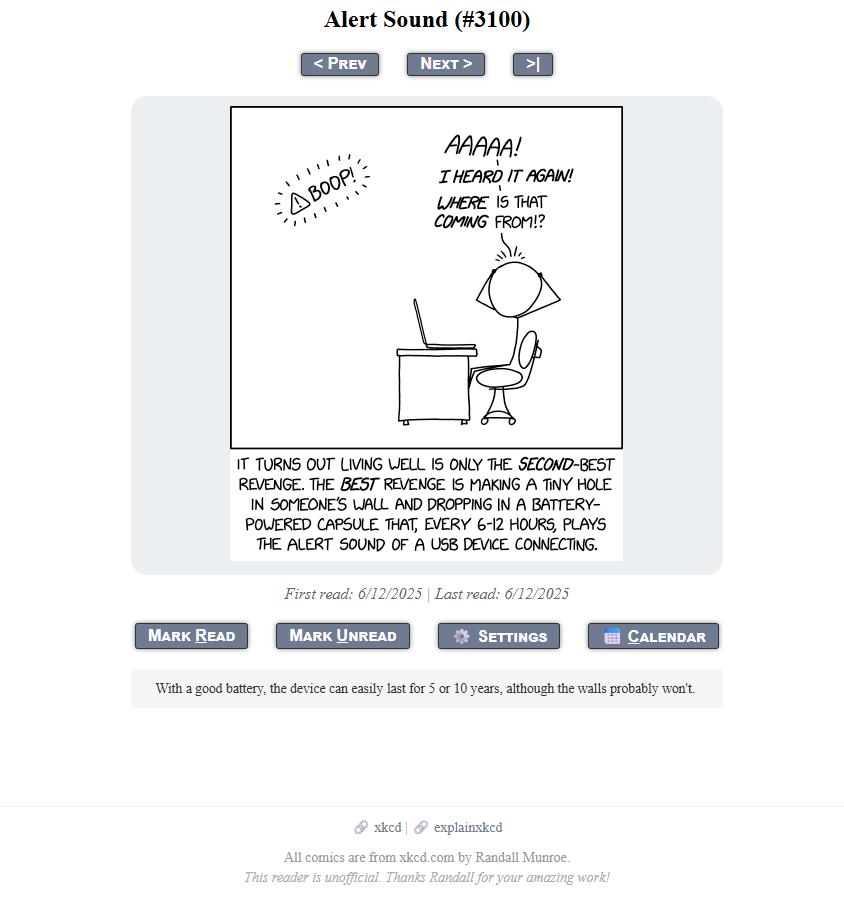 Alert Sound (#3100)
< Prev Next > >|
AAAAA!
I HEARD IT AGAIN!
WHERE IS THAT
COMING FROM!?
BOOP!
IT TURNS OUT LIVING WELL IS ONLY THE SECOND-BEST
REVENGE. THE BEST REVENGE IS MAKING A TINY HOLE
IN SOMEONE'S WALL AND DROPPING IN A BATTERY-
POWERED CAPSULE THAT, EVERY 6-12 HOURS, PLAYS
THE ALERT SOUND OF A USB DEVICE CONNECTING.
First read: 6/12/2025 | Last read: 6/12/2025
Mark Read Mark Unread Settings Calendar
With a good battery, the device can easily last for 5 or 10 years, although the walls probably won't.
xkcd | explainxkcd
All comics are from xkcd.com by Randall Munroe.
This reader is unofficial. Thanks Randall for your amazing work!